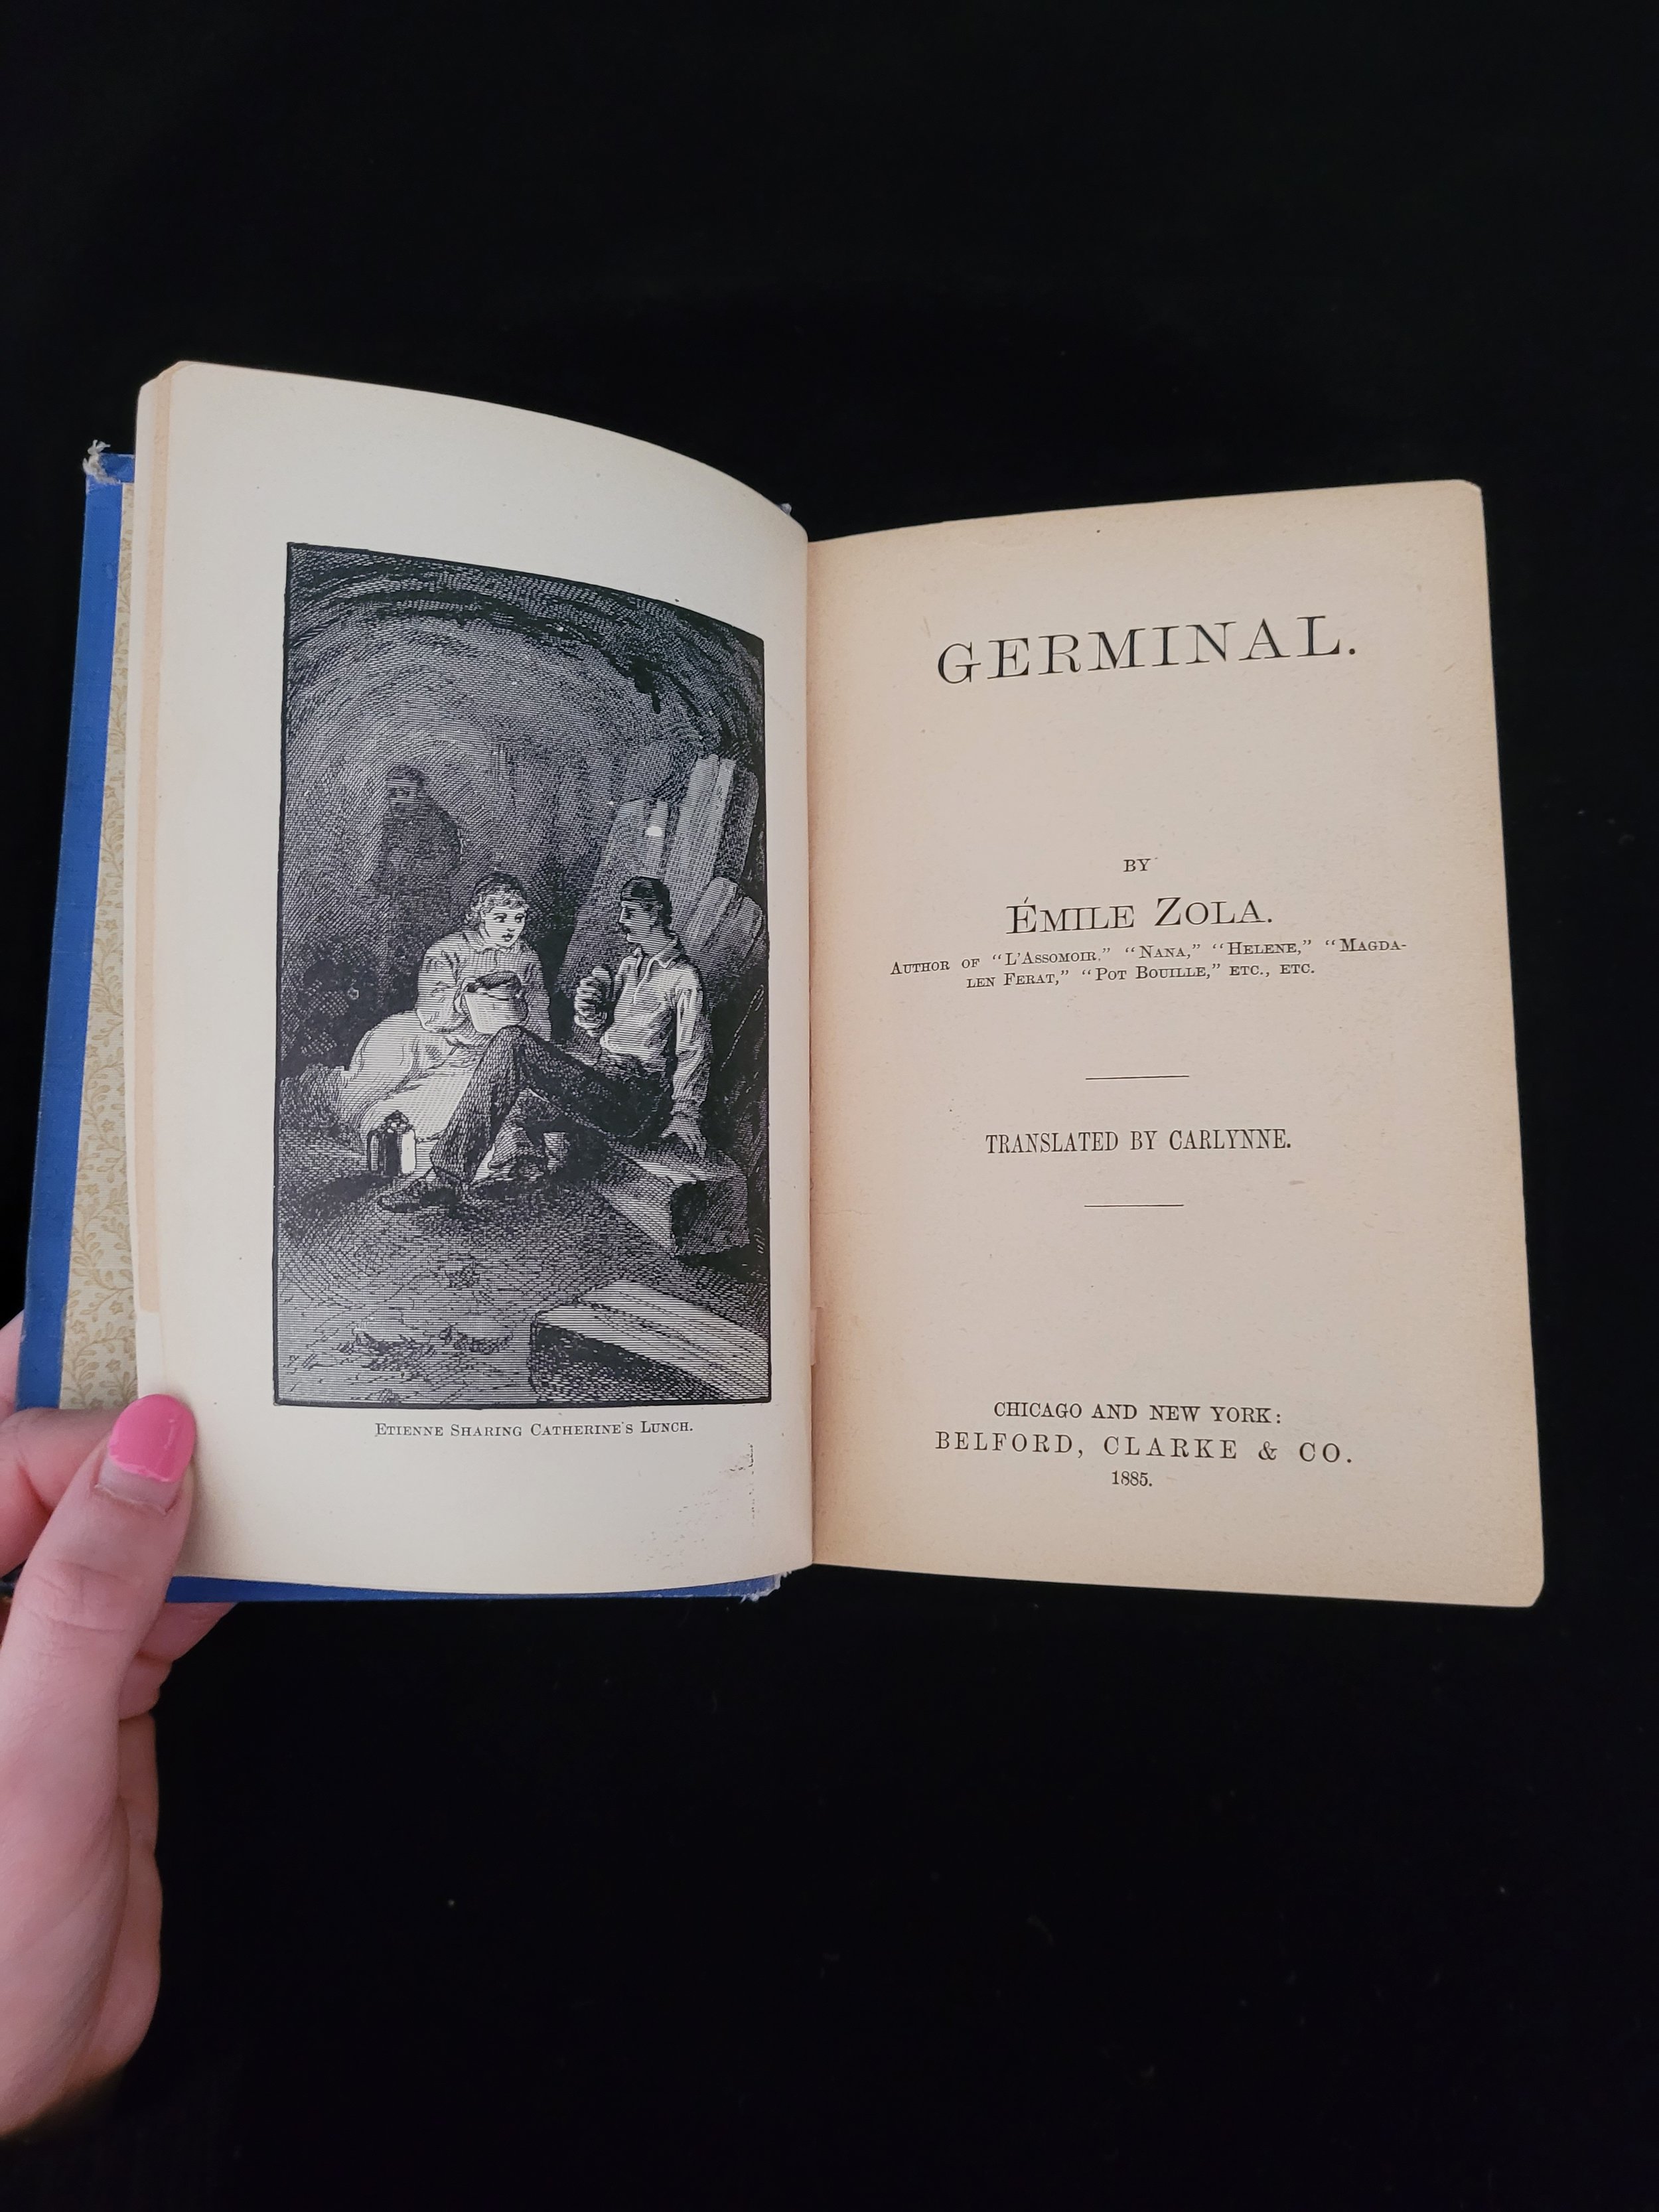 ETIENNE SHARING CATHERINE'S LUNCH.
GERMINAL.
BY
ÉMILE ZOLA.
AUTHOR OF "L'ASSOMOIR." "NANA," "HELENE," "MAGDA-
LEN FERAT," "POT BOUILLE," ETC., ETC.
TRANSLATED BY CARLYNNE.
CHICAGO AND NEW YORK:
BELFORD, CLARKE & CO.
1885.